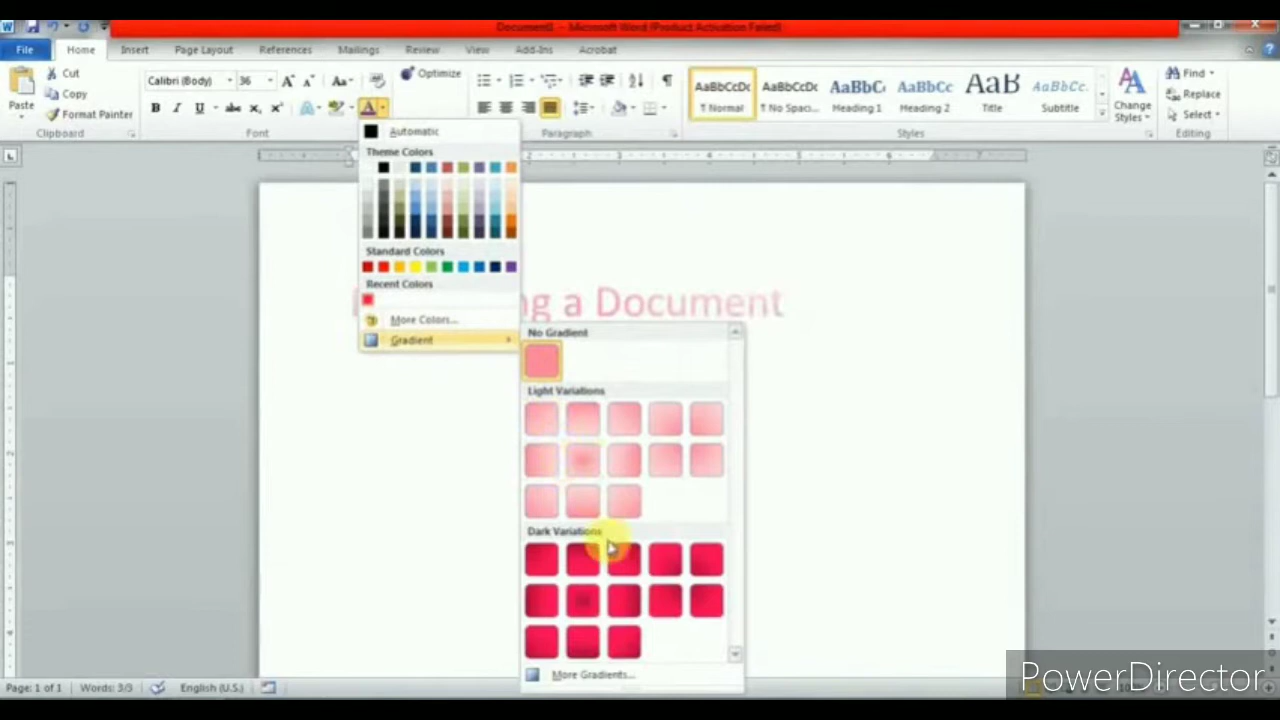 Document1 - Microsoft Word (Product Activation Failed)
File Home Insert Page Layout References Mailings Review View Add-Ins Acrobat
Paste Cut Copy Format Painter
Clipboard
Calibri (Body) 36
Font
Optimize
Paragraph
AaBbCcDc AaBbCcDc AaBbC AaBbCc AaB AaBbCc.
¶ Normal ¶ No Spaci... Heading 1 Heading 2 Title Subtitle
Change Styles
Styles
Find
Replace
Select
Editing
Automatic
Theme Colors
Standard Colors
Recent Colors
More Colors...
Gradient
ng a Document
No Gradient
Light Variations
Dark Variations
More Gradients...
Page: 1 of 1 Words: 3/3 English (U.S.)
PowerDirector